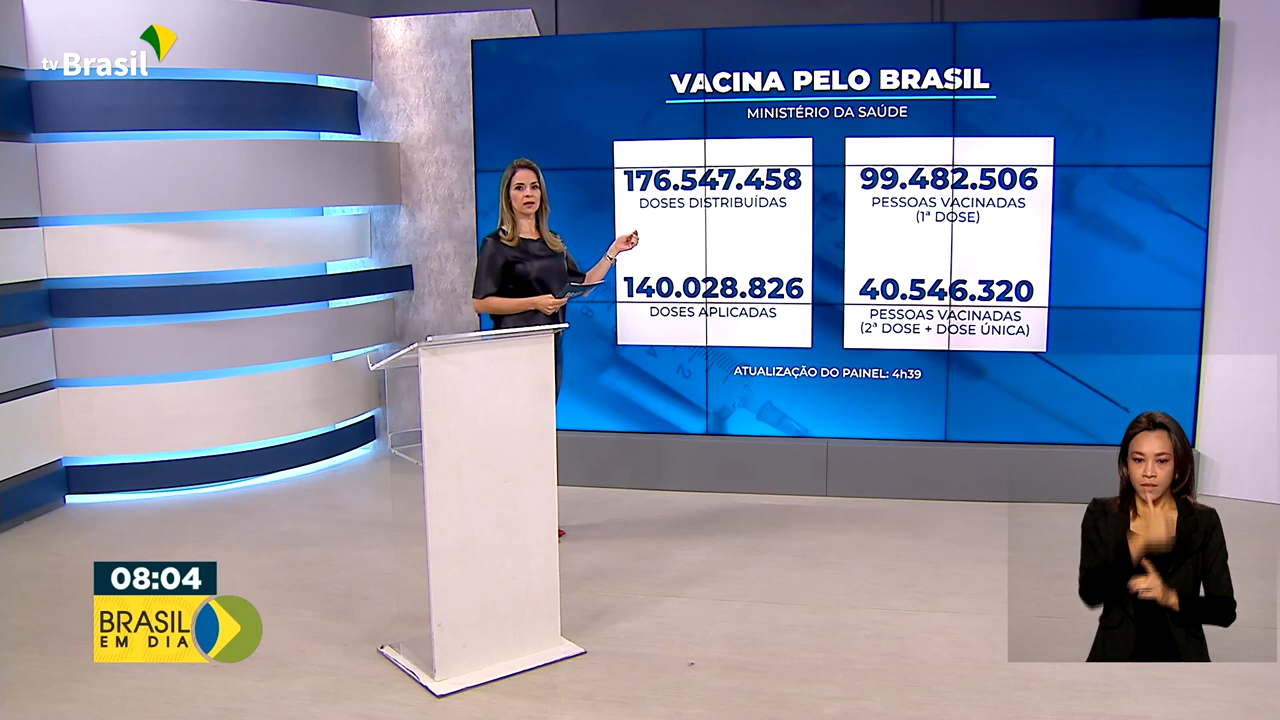 tv Brasil
VACINA PELO BRASIL
MINISTÉRIO DA SAÚDE
176.547.458
DOSES DISTRIBUÍDAS
140.028.826
DOSES APLICADAS
99.482.506
PESSOAS VACINADAS
(1ª DOSE)
40.546.320
PESSOAS VACINADAS
(2ª DOSE + DOSE ÚNICA)
ATUALIZAÇÃO DO PAINEL: 4h39
08:04
BRASIL
EM DIA